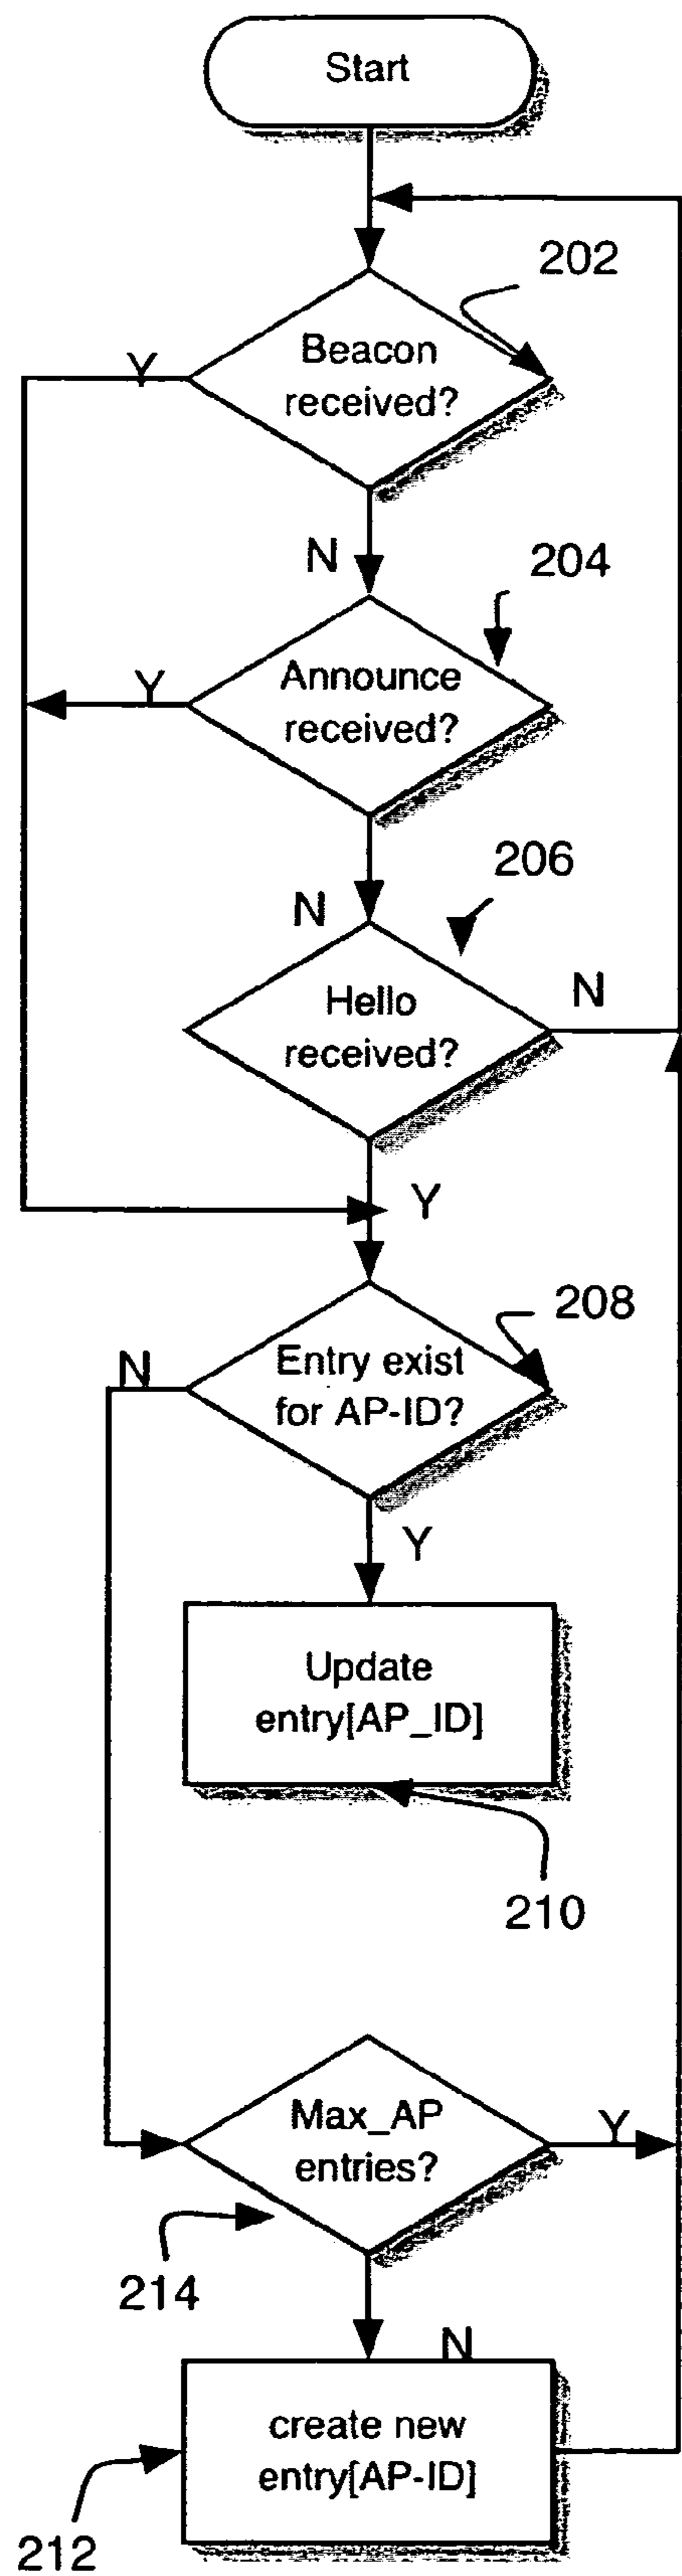 Start
202
Beacon
received?
Y
N
204
Announce
received?
Y
206
N
Hello
received?
N
Y
208
Entry exist
for AP-ID?
N
Y
Update
entry[AP_ID]
210
Max_AP
entries?
Y
214
N
create new
entry[AP-ID]
212